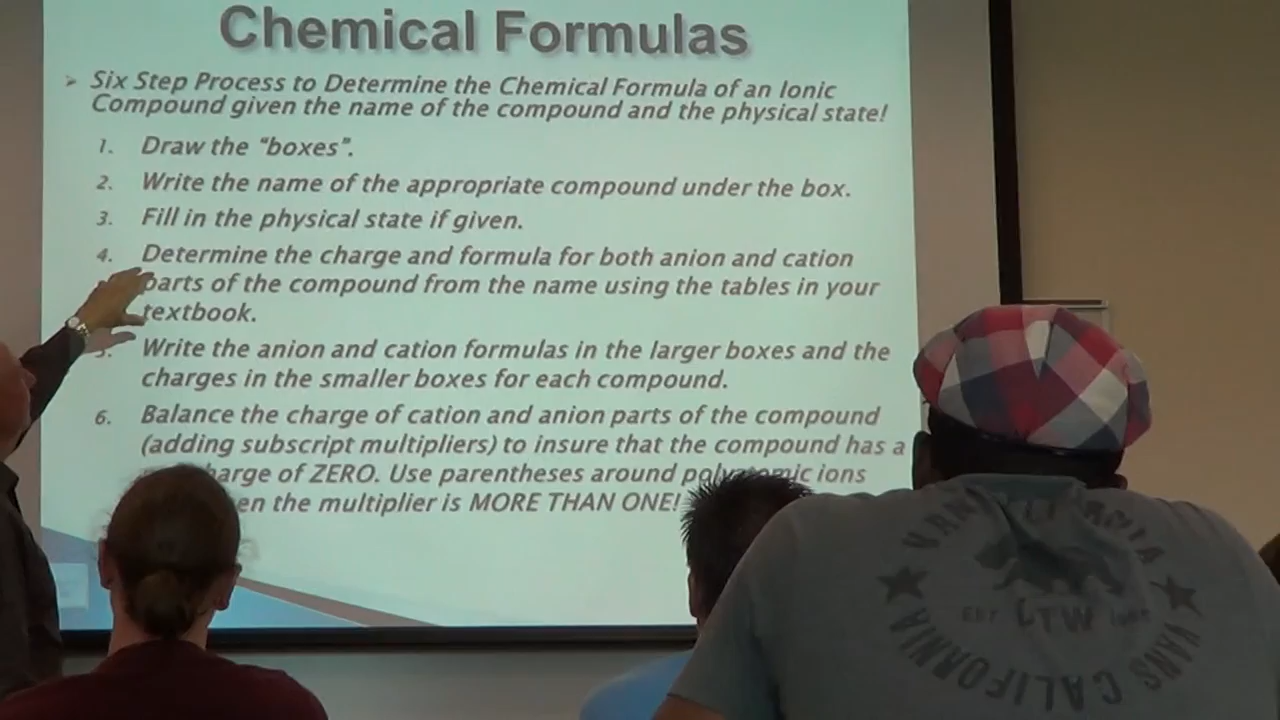 Chemical Formulas
➢ Six Step Process to Determine the Chemical Formula of an Ionic
Compound given the name of the compound and the physical state!
1. Draw the “boxes”.
2. Write the name of the appropriate compound under the box.
3. Fill in the physical state if given.
4. Determine the charge and formula for both anion and cation
parts of the compound from the name using the tables in your
textbook.
5. Write the anion and cation formulas in the larger boxes and the
charges in the smaller boxes for each compound.
6. Balance the charge of cation and anion parts of the compound
(adding subscript multipliers) to insure that the compound has a
of ZERO. Use parentheses around ions
the multiplier is MORE THAN ONE!
VANS
OTW
VANS CALIFORNIA